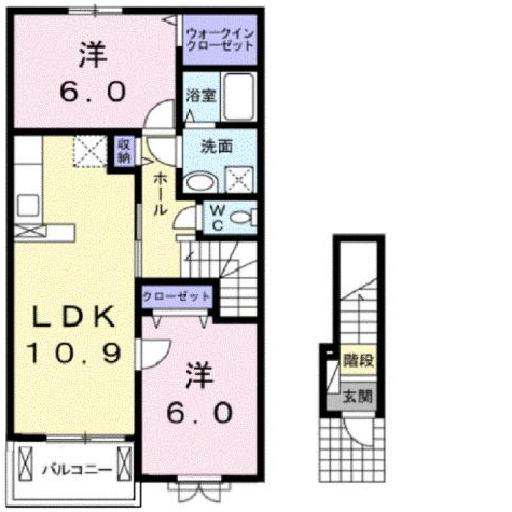 洋
6.0
ウォークイン
クローゼット
浴室
収納
洗面
ホール
WC
クローゼット
LDK
10.9
洋
6.0
バルコニー
階段
玄関